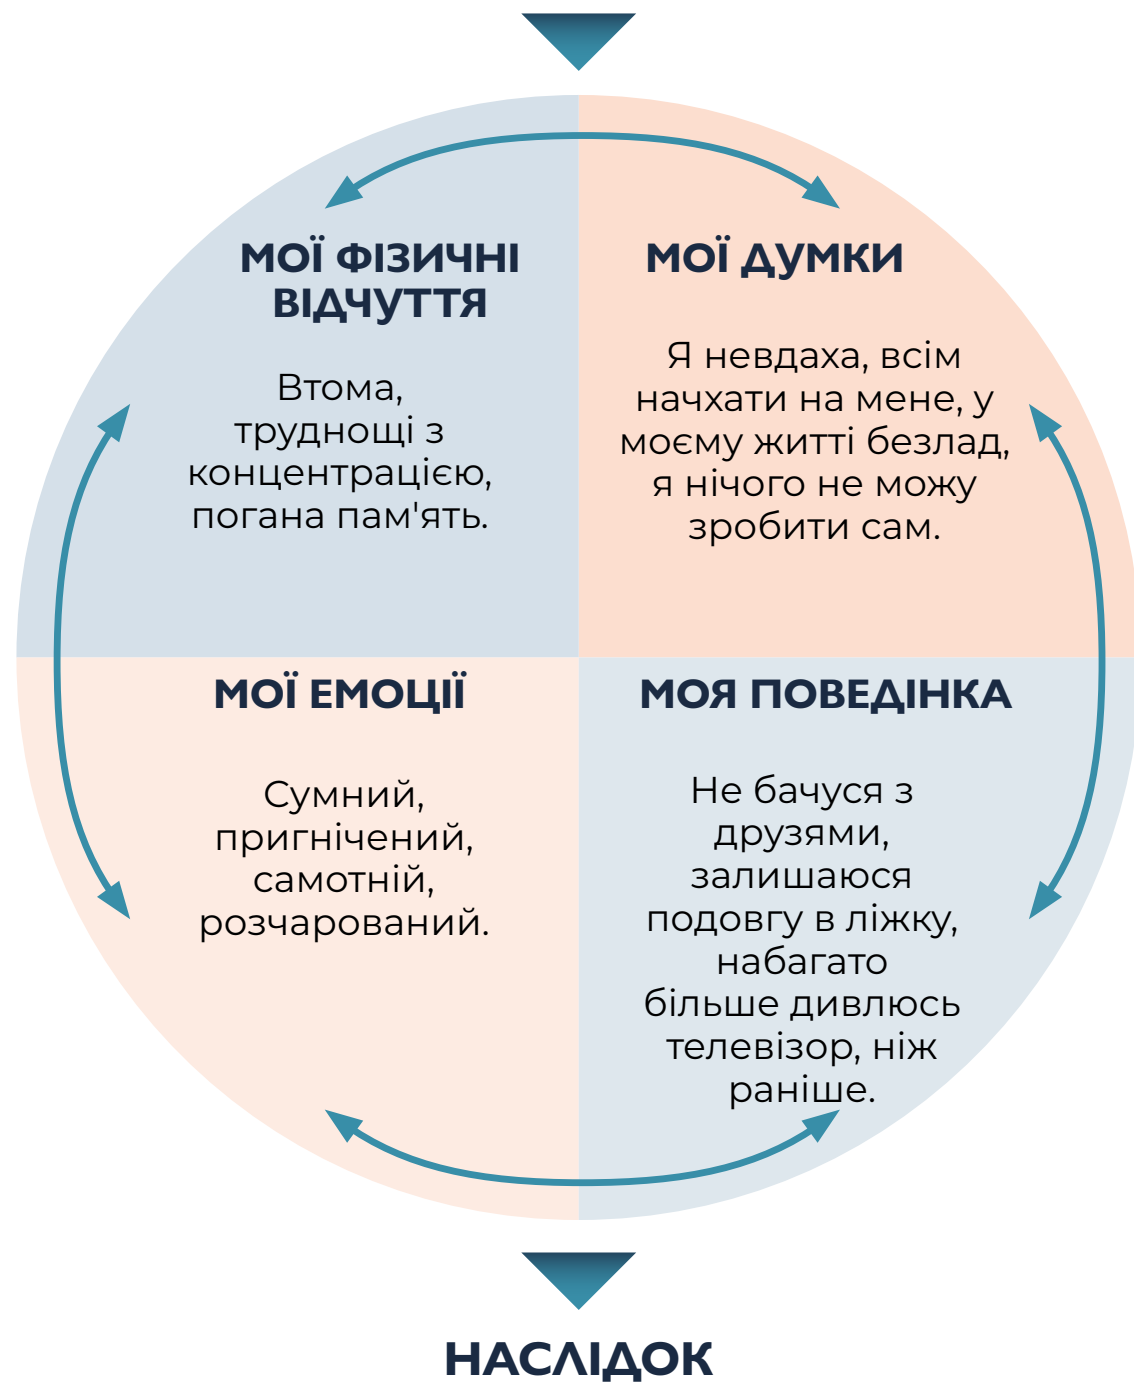 МОЇ ФІЗИЧНІ
ВІДЧУТТЯ
Втома,
труднощі з
концентрацією,
погана пам'ять.
МОЇ ДУМКИ
Я невдаха, всім
начхати на мене, у
моєму житті безлад,
я нічого не можу
зробити сам.
МОЇ ЕМОЦІЇ
Сумний,
пригнічений,
самотній,
розчарований.
МОЯ ПОВЕДІНКА
Не бачуся з
друзями,
залишаюся
подовгу в ліжку,
набагато
більше дивлюсь
телевізор, ніж
раніше.
НАСЛІДОК